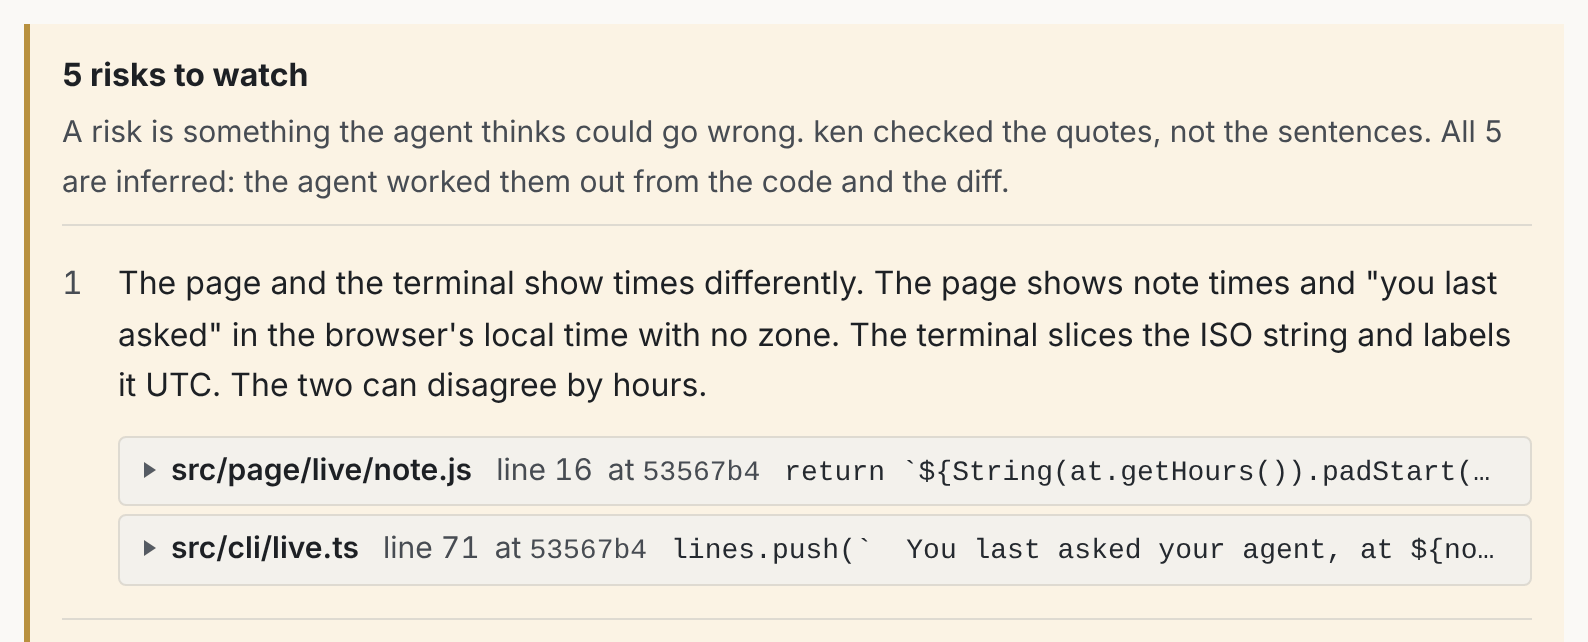 5 risks to watch
A risk is something the agent thinks could go wrong. ken checked the quotes, not the sentences. All 5
are inferred: the agent worked them out from the code and the diff.
1 The page and the terminal show times differently. The page shows note times and "you last
asked" in the browser's local time with no zone. The terminal slices the ISO string and labels
it UTC. The two can disagree by hours.
src/page/live/note.js line 16 at 53567b4 return `${String(at.getHours()).padStart(…
src/cli/live.ts line 71 at 53567b4 lines.push(`  You last asked your agent, at ${no…